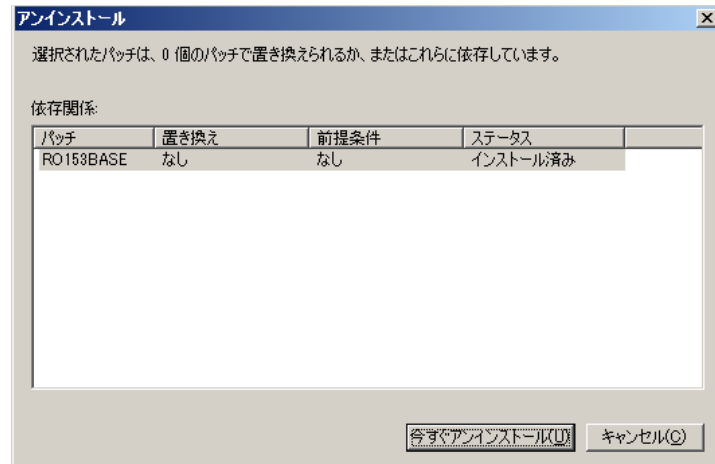 アンインストール
選択されたパッチは、0 個のパッチで置き換えられるか、またはこれらに依存しています。
依存関係:
パッチ 置き換え 前提条件 ステータス
RO153BASE なし なし インストール済み
今すぐアンインストール(U) キャンセル(C)